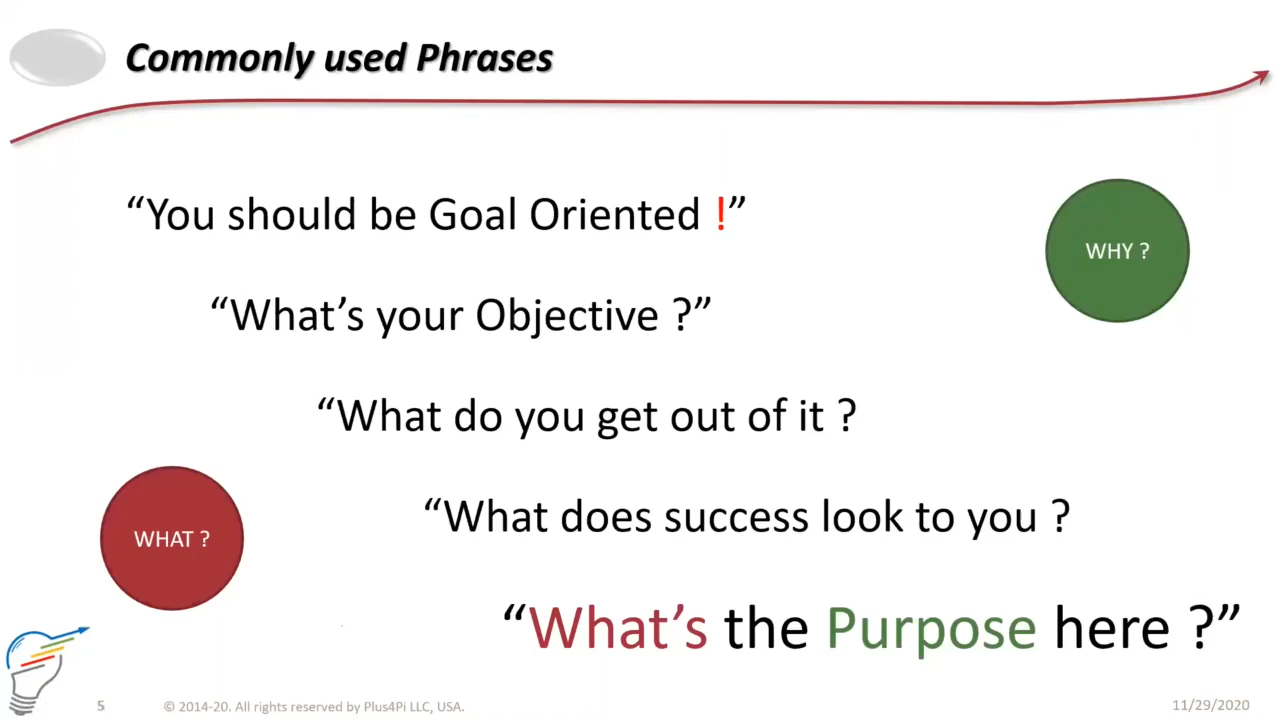 Commonly used Phrases
“You should be Goal Oriented !”
WHY ?
“What’s your Objective ?”
“What do you get out of it ?
“What does success look to you ?
WHAT ?
“What’s the Purpose here ?”
5 © 2014-20. All rights reserved by Plus4Pi LLC, USA. 11/29/2020